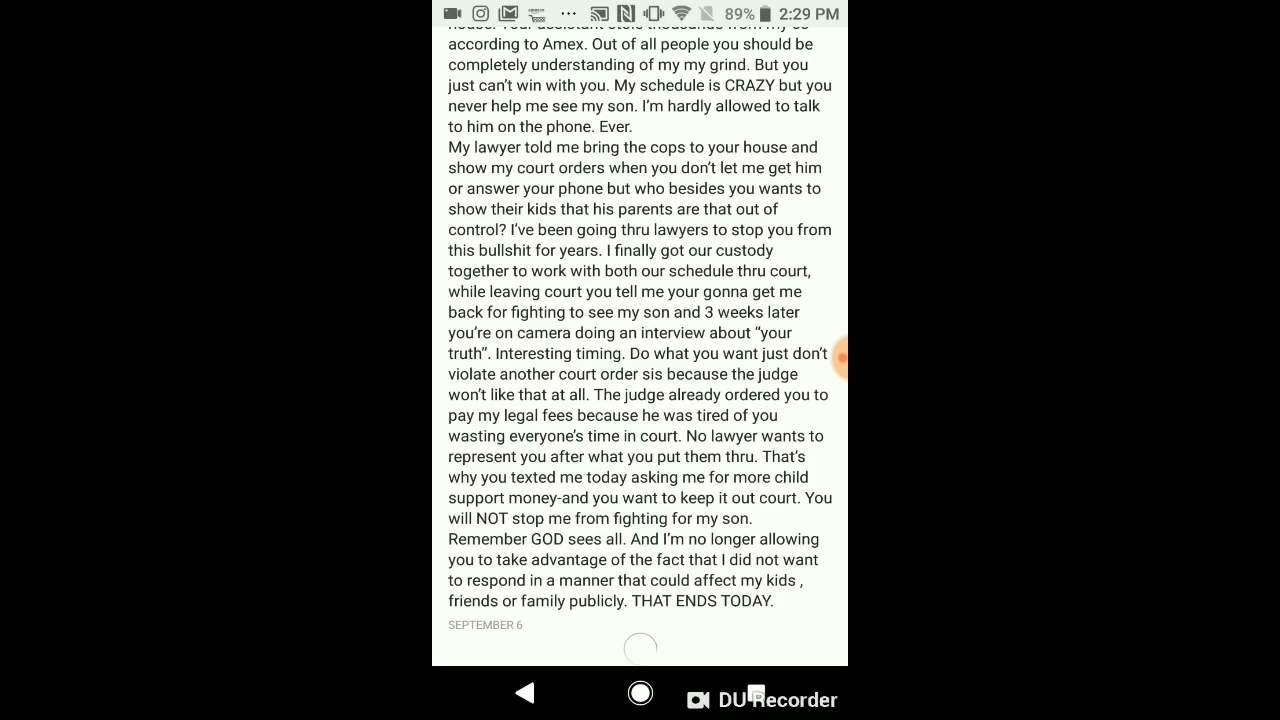 89% 2:29 PM
according to Amex. Out of all people you should be
completely understanding of my my grind. But you
just can’t win with you. My schedule is CRAZY but you
never help me see my son. I’m hardly allowed to talk
to him on the phone. Ever.
My lawyer told me bring the cops to your house and
show my court orders when you don’t let me get him
or answer your phone but who besides you wants to
show their kids that his parents are that out of
control? I’ve been going thru lawyers to stop you from
this bullshit for years. I finally got our custody
together to work with both our schedule thru court,
while leaving court you tell me your gonna get me
back for fighting to see my son and 3 weeks later
you’re on camera doing an interview about “your
truth”. Interesting timing. Do what you want just don’t
violate another court order sis because the judge
won’t like that at all. The judge already ordered you to
pay my legal fees because he was tired of you
wasting everyone’s time in court. No lawyer wants to
represent you after what you put them thru. That’s
why you texted me today asking me for more child
support money-and you want to keep it out court. You
will NOT stop me from fighting for my son.
Remember GOD sees all. And I’m no longer allowing
you to take advantage of the fact that I did not want
to respond in a manner that could affect my kids ,
friends or family publicly. THAT ENDS TODAY.
SEPTEMBER 6
DU Recorder